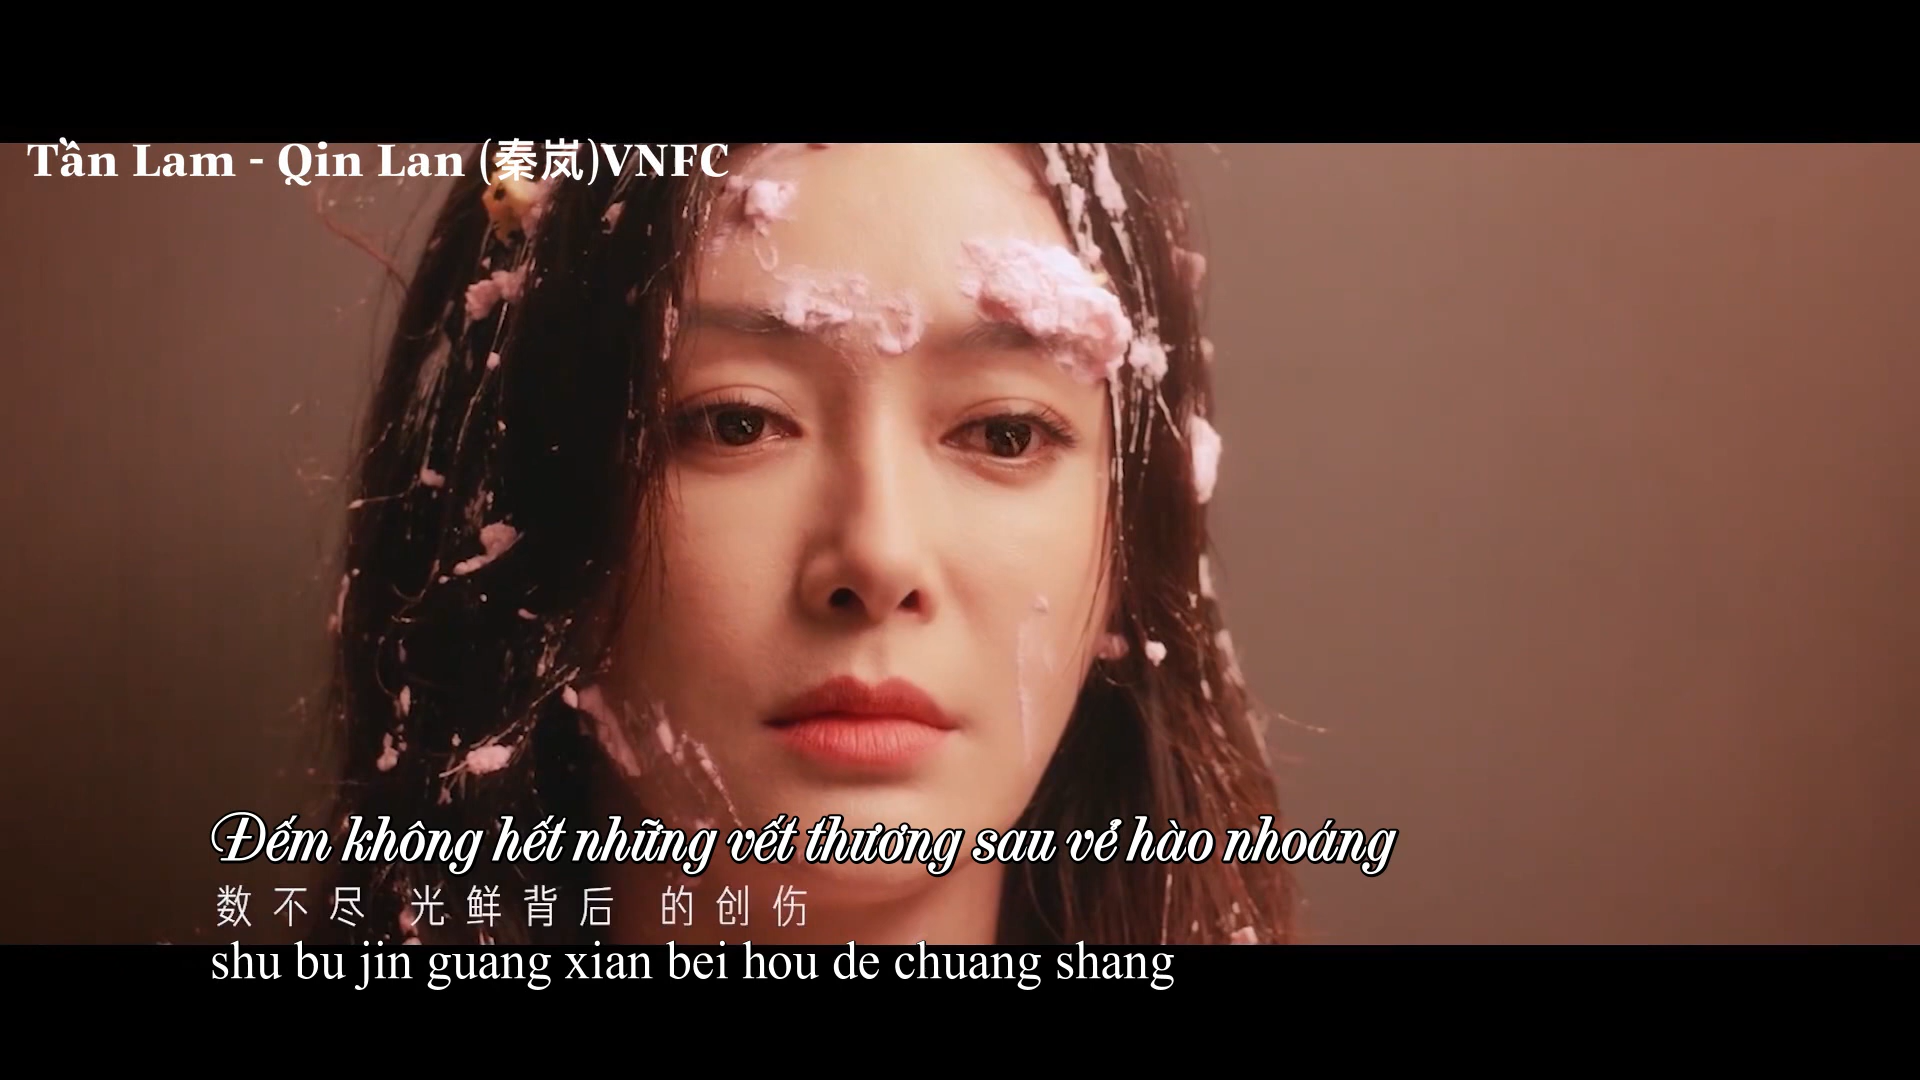 Tần Lam - Qin Lan (秦岚)VNFC
Đếm không hết những vết thương sau vẻ hào nhoáng
数不尽 光鲜背后 的创伤
shu bu jin guang xian bei hou de chuang shang